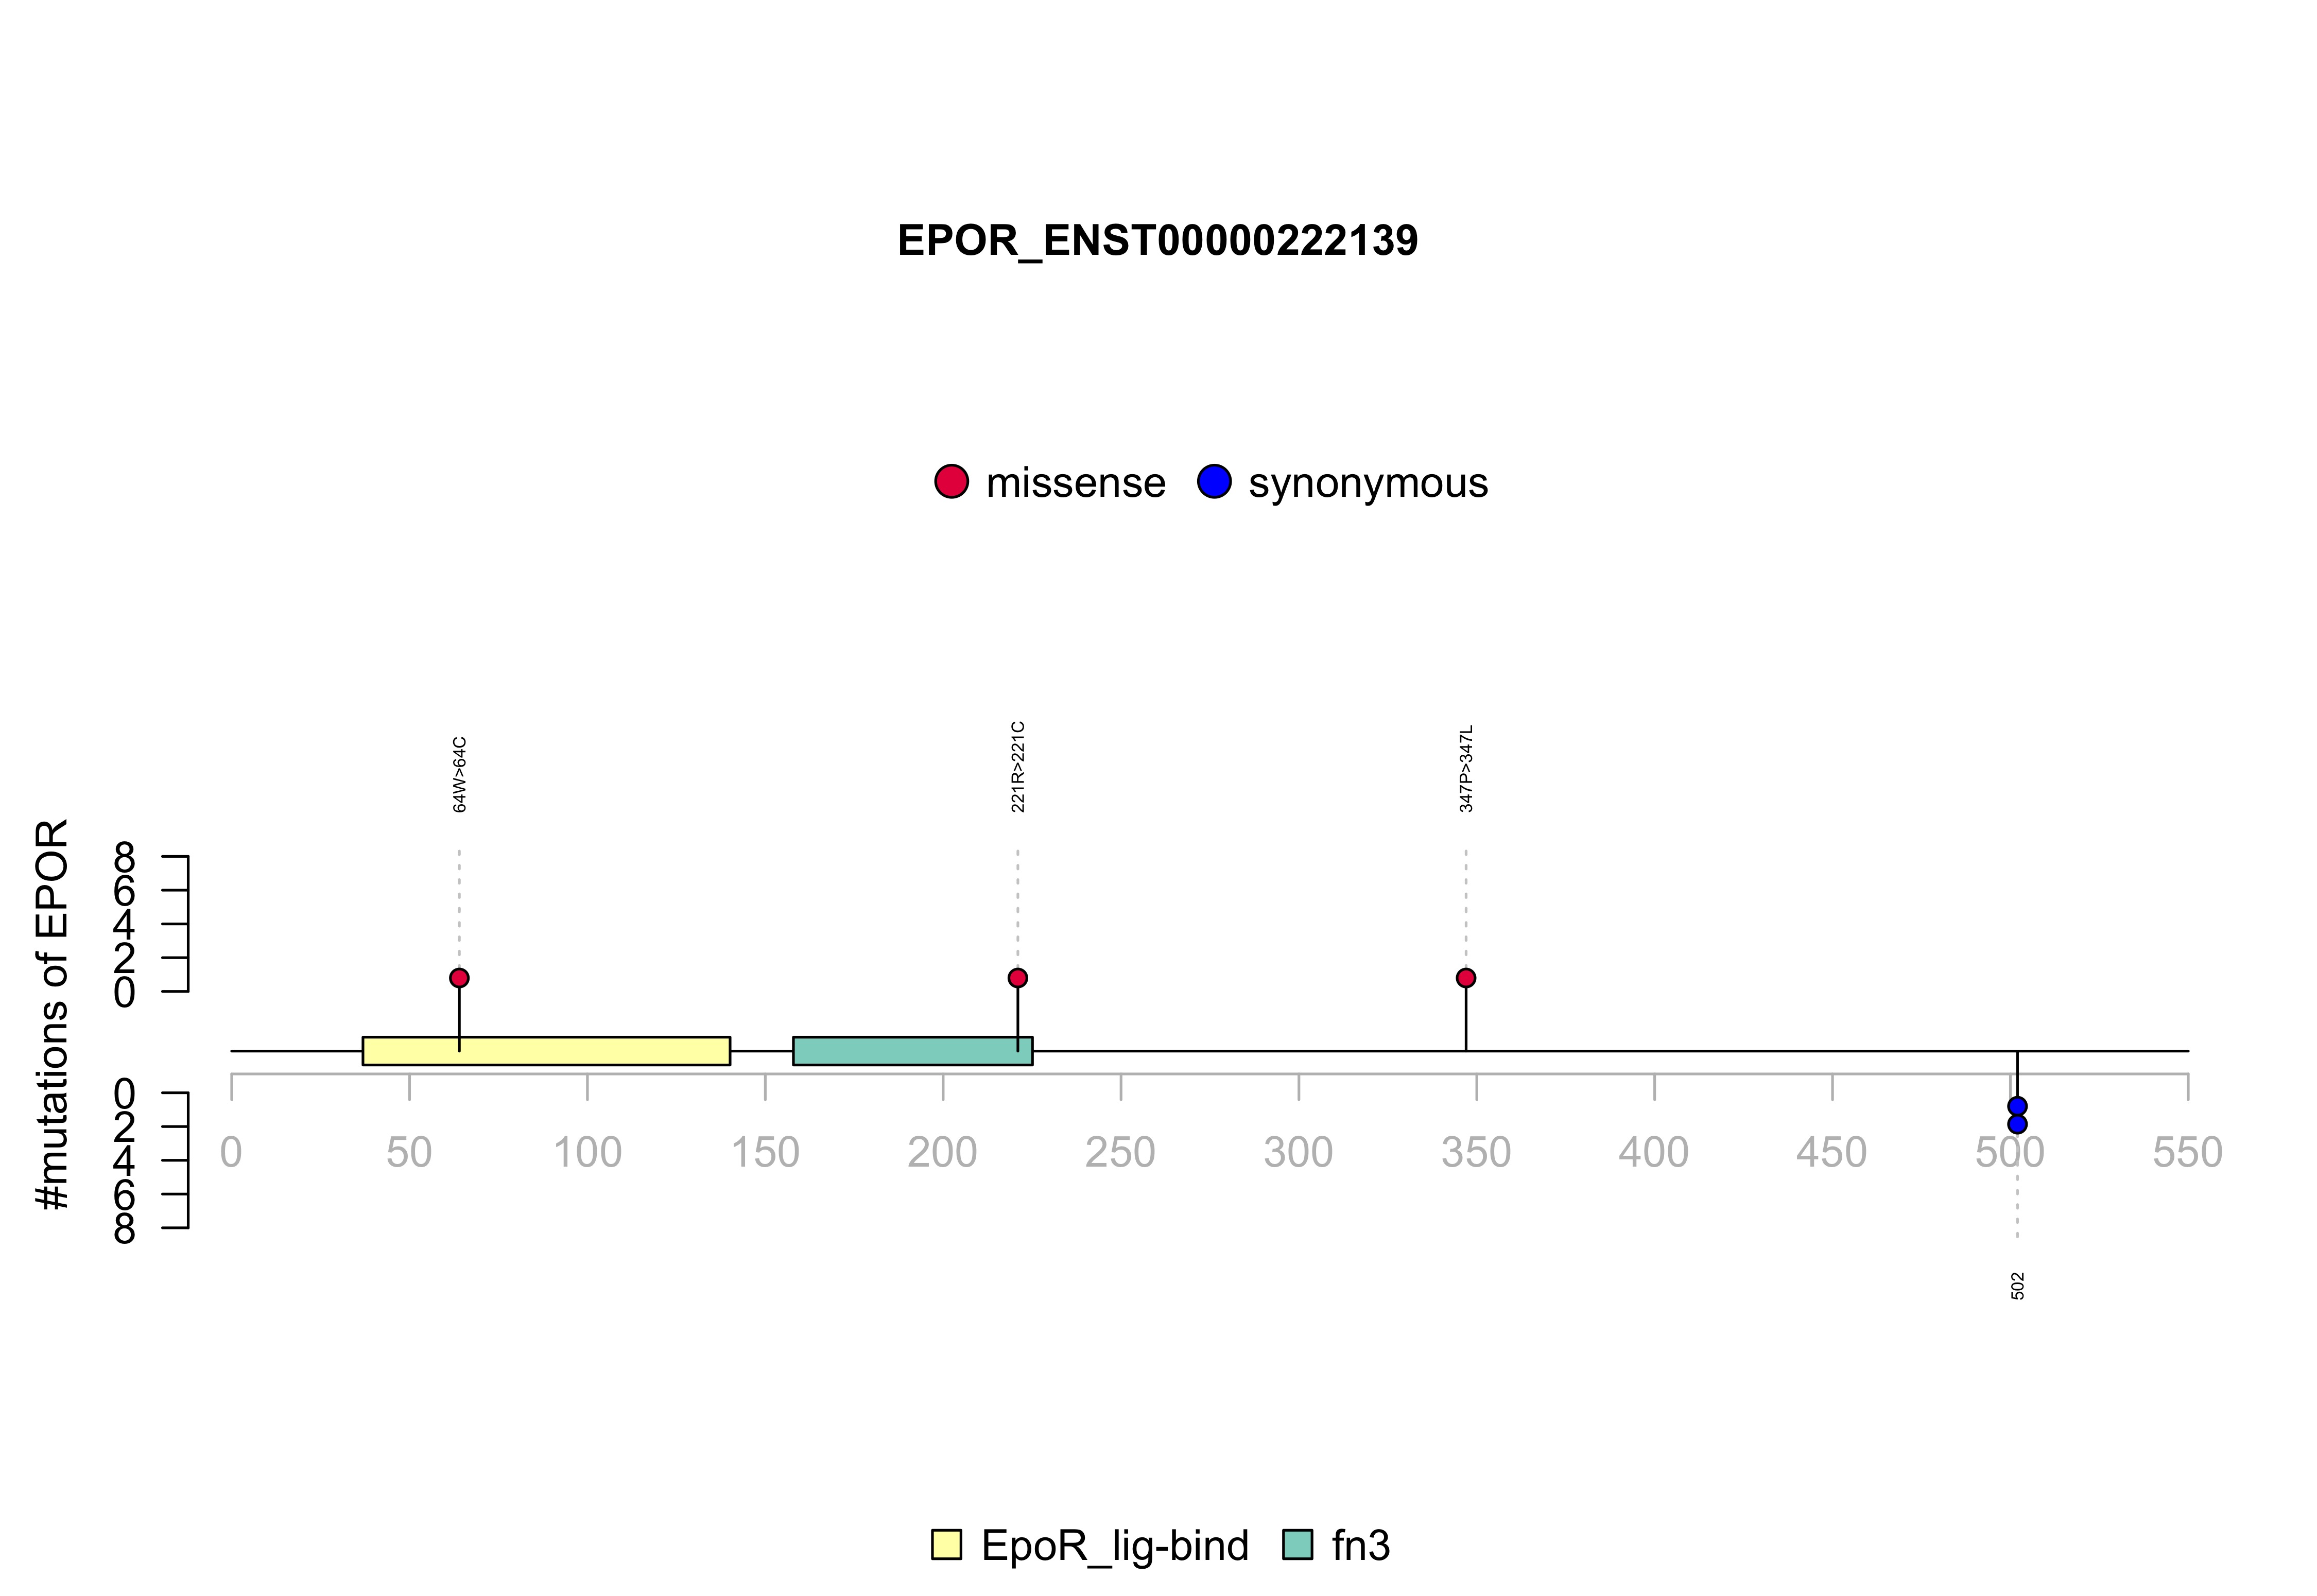 EPOR_ENST00000222139
missense synonymous
64W>64C 221R>221C 347P>347L
#mutations of EPOR
8
6
4
2
0
0
2
4
6
8
0 50 100 150 200 250 300 350 400 450 500 550
502
EpoR_lig-bind fn3